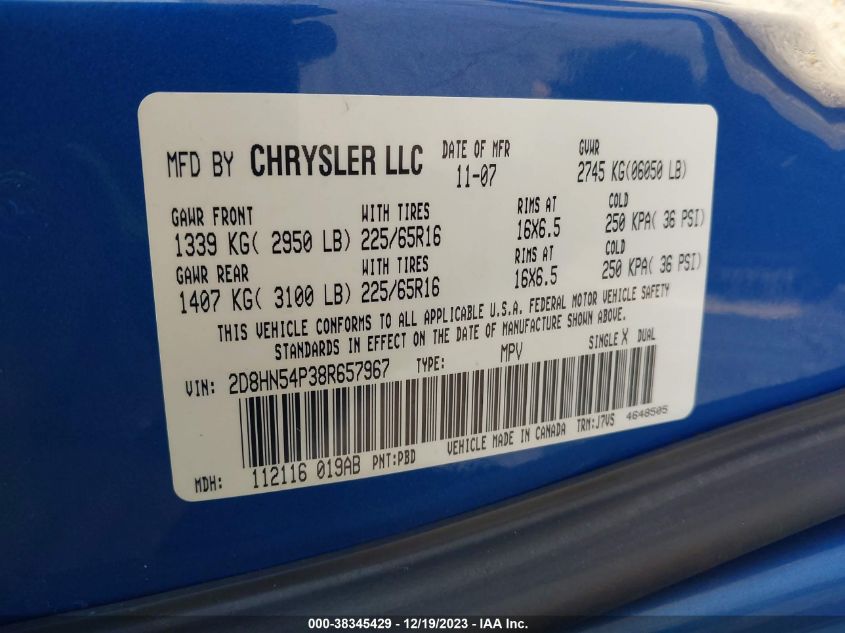 MFD BY CHRYSLER LLC DATE OF MFR 11-07 GVWR 2745 KG(06050 LB)
GAWR FRONT WITH TIRES RIMS AT COLD
1339 KG( 2950 LB) 225/65R16 16X6.5 250 KPA( 36 PSI)
GAWR REAR WITH TIRES RIMS AT COLD
1407 KG( 3100 LB) 225/65R16 16X6.5 250 KPA( 36 PSI)
THIS VEHICLE CONFORMS TO ALL APPLICABLE U.S.A. FEDERAL MOTOR VEHICLE SAFETY
STANDARDS IN EFFECT ON THE DATE OF MANUFACTURE SHOWN ABOVE.
VIN: 2D8HN54P38R657967 TYPE: MPV SINGLE X DUAL
MDH: 112116 019AB PNT:PBD VEHICLE MADE IN CANADA TRN:J7VS 4648505
000-38345429 - 12/19/2023 - IAA Inc.